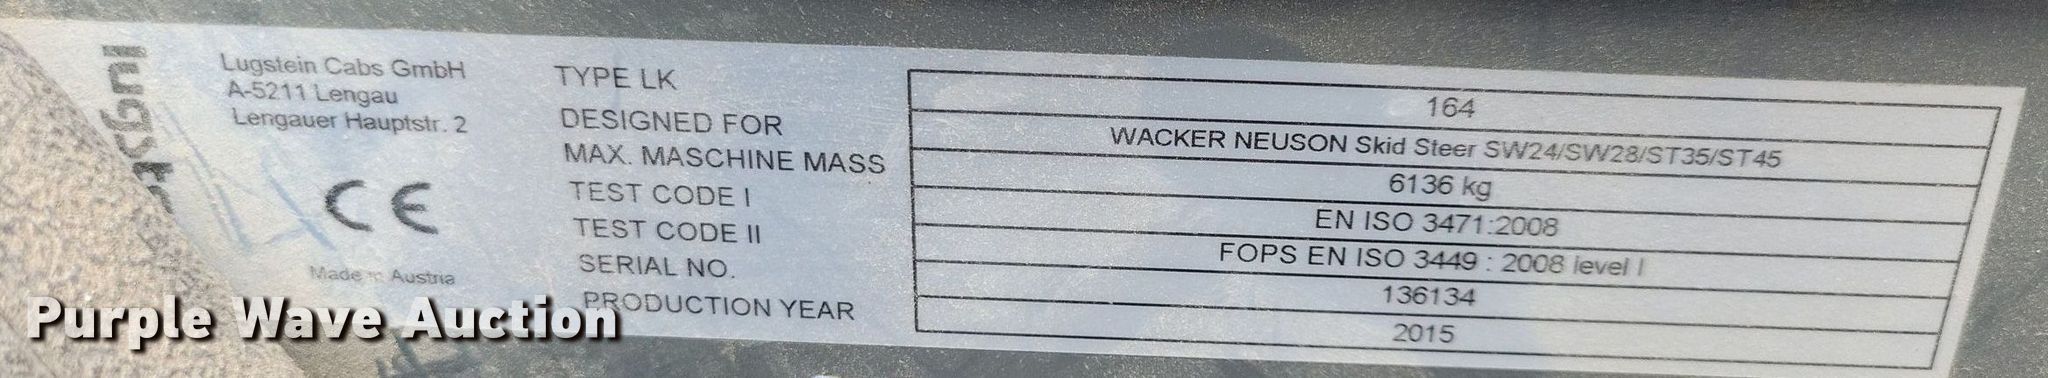 lugst
Lugstein Cabs GmbH
A-5211 Lengau
Lengauer Hauptstr. 2
CE
Made in Austria
TYPE LK 164
DESIGNED FOR WACKER NEUSON Skid Steer SW24/SW28/ST35/ST45
MAX. MASCHINE MASS 6136 kg
TEST CODE I EN ISO 3471:2008
TEST CODE II FOPS EN ISO 3449 : 2008 level I
SERIAL NO. 136134
PRODUCTION YEAR 2015
Purple Wave Auction